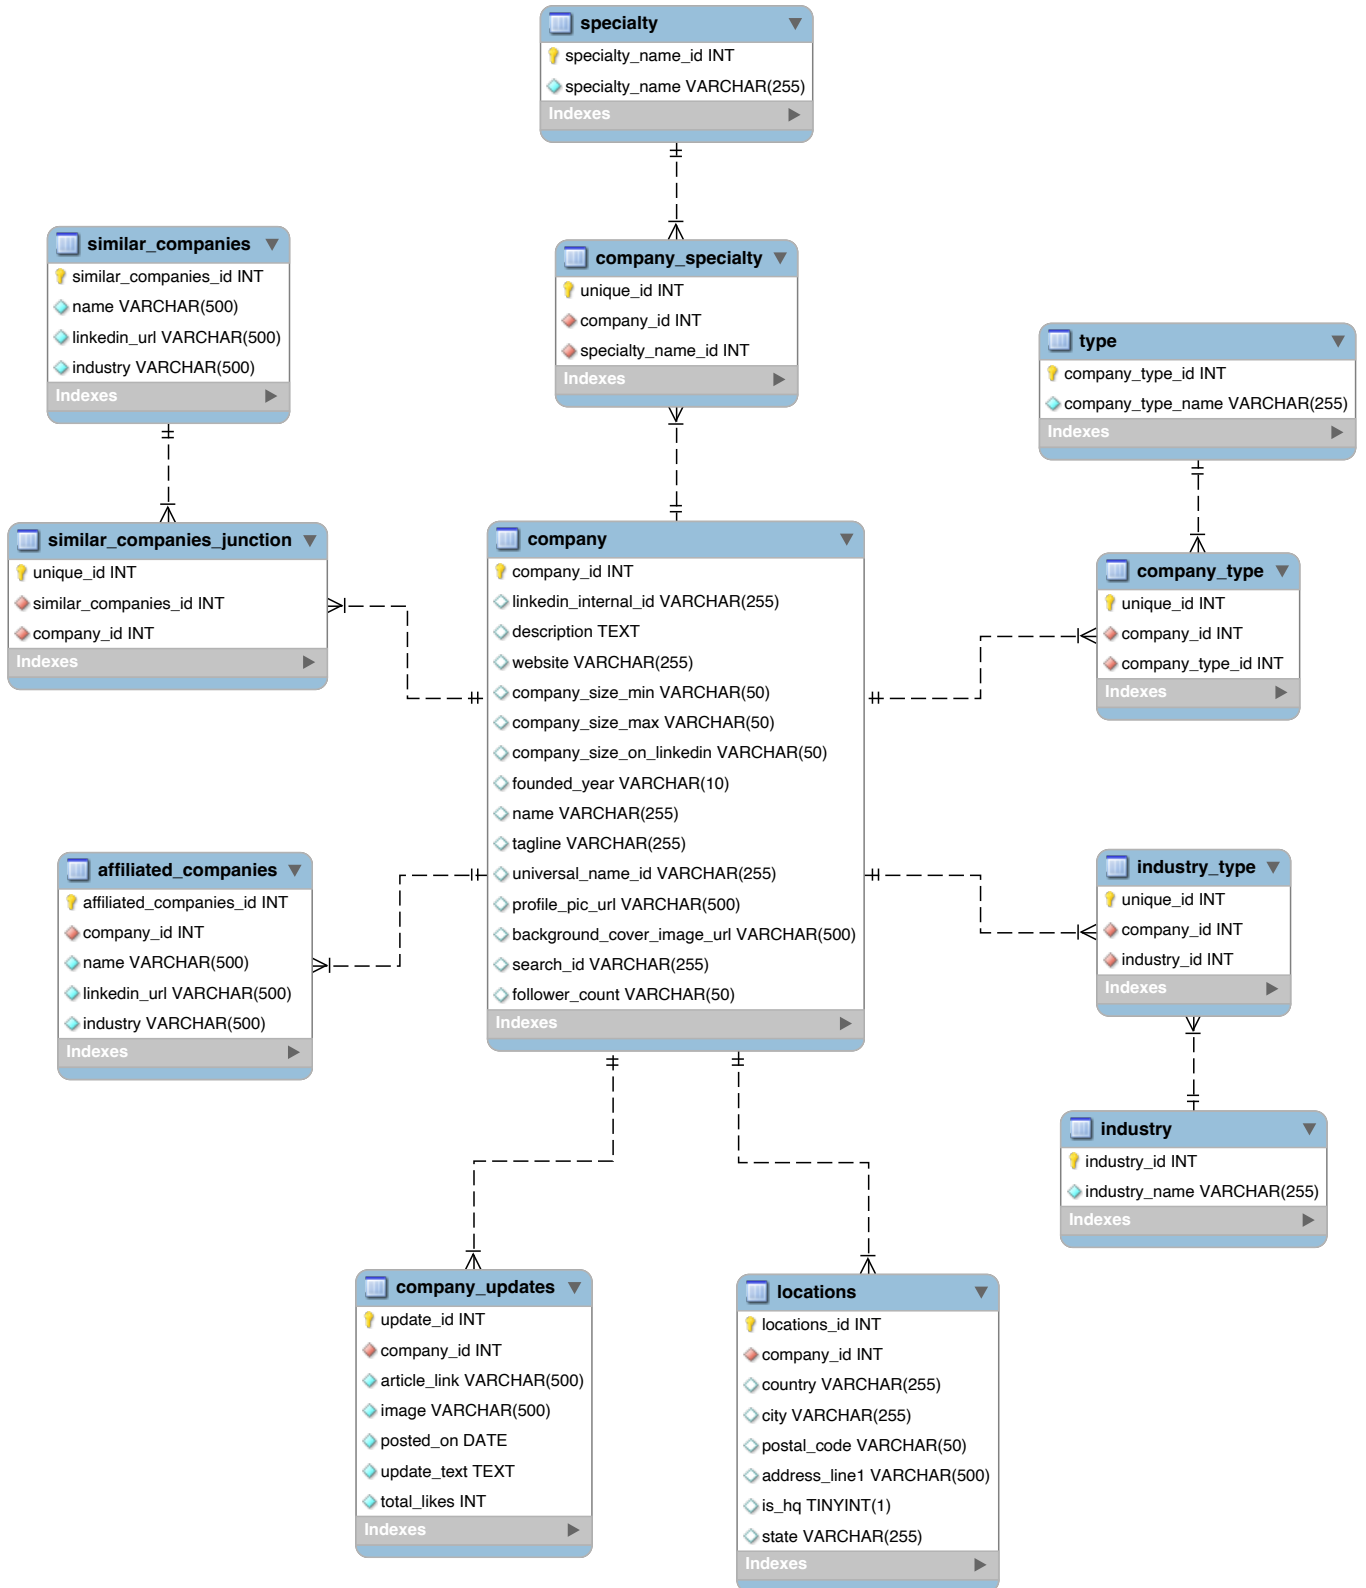 specialty
specialty_name_id INT
specialty_name VARCHAR(255)
Indexes
similar_companies
similar_companies_id INT
name VARCHAR(500)
linkedin_url VARCHAR(500)
industry VARCHAR(500)
Indexes
company_specialty
unique_id INT
company_id INT
specialty_name_id INT
Indexes
type
company_type_id INT
company_type_name VARCHAR(255)
Indexes
similar_companies_junction
unique_id INT
similar_companies_id INT
company_id INT
Indexes
company
company_id INT
linkedin_internal_id VARCHAR(255)
description TEXT
website VARCHAR(255)
company_size_min VARCHAR(50)
company_size_max VARCHAR(50)
company_size_on_linkedin VARCHAR(50)
founded_year VARCHAR(10)
name VARCHAR(255)
tagline VARCHAR(255)
universal_name_id VARCHAR(255)
profile_pic_url VARCHAR(500)
background_cover_image_url VARCHAR(500)
search_id VARCHAR(255)
follower_count VARCHAR(50)
Indexes
company_type
unique_id INT
company_id INT
company_type_id INT
Indexes
affiliated_companies
affiliated_companies_id INT
company_id INT
name VARCHAR(500)
linkedin_url VARCHAR(500)
industry VARCHAR(500)
Indexes
industry_type
unique_id INT
company_id INT
industry_id INT
Indexes
industry
industry_id INT
industry_name VARCHAR(255)
Indexes
company_updates
update_id INT
company_id INT
article_link VARCHAR(500)
image VARCHAR(500)
posted_on DATE
update_text TEXT
total_likes INT
Indexes
locations
locations_id INT
company_id INT
country VARCHAR(255)
city VARCHAR(255)
postal_code VARCHAR(50)
address_line1 VARCHAR(500)
is_hq TINYINT(1)
state VARCHAR(255)
Indexes